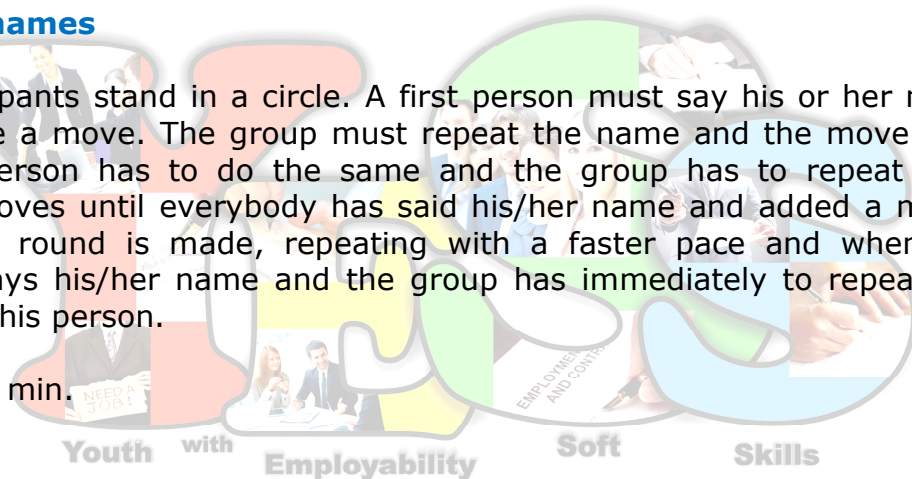 names
pants stand in a circle. A first person must say his or her
e a move. The group must repeat the name and the move
erson has to do the same and the group has to repeat
oves until everybody has said his/her name and added a
round is made, repeating with a faster pace and when
ys his/her name and the group has immediately to repea
his person.
min.
NEED A
JOB!
EMPLOYMEN
AND CONTR
Youth with Employability Soft Skills